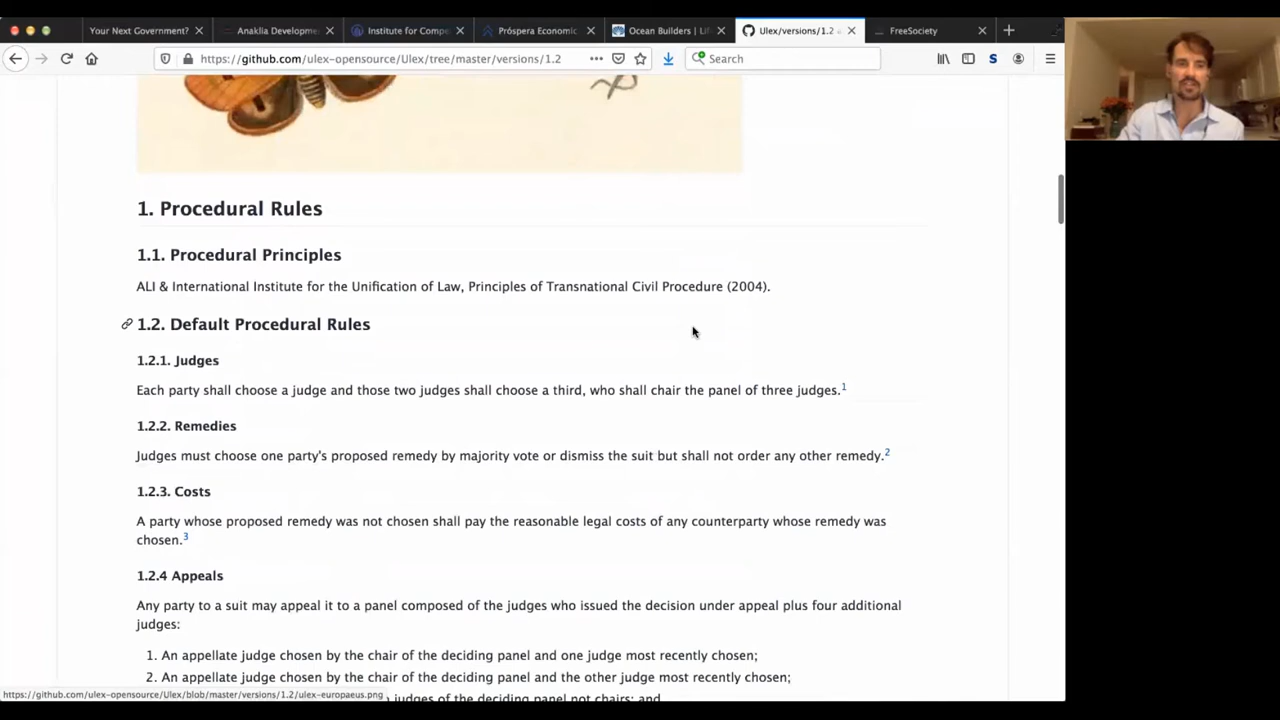 Your Next Government?
Anaklia Developme
Institute for Compe
Próspera Economic
Ocean Builders | Li
Ulex/versions/1.2
FreeSociety
https://github.com/ulex-opensource/Ulex/tree/master/versions/1.2
Search
1. Procedural Rules
1.1. Procedural Principles
ALI & International Institute for the Unification of Law, Principles of Transnational Civil Procedure (2004).
1.2. Default Procedural Rules
1.2.1. Judges
Each party shall choose a judge and those two judges shall choose a third, who shall chair the panel of three judges.1
1.2.2. Remedies
Judges must choose one party's proposed remedy by majority vote or dismiss the suit but shall not order any other remedy.2
1.2.3. Costs
A party whose proposed remedy was not chosen shall pay the reasonable legal costs of any counterparty whose remedy was
chosen.3
1.2.4 Appeals
Any party to a suit may appeal it to a panel composed of the judges who issued the decision under appeal plus four additional
judges:
1. An appellate judge chosen by the chair of the deciding panel and one judge most recently chosen;
2. An appellate judge chosen by the chair of the deciding panel and the other judge most recently chosen;
judges of the deciding panel not chairs; and
https://github.com/ulex-opensource/Ulex/blob/master/versions/1.2/ulex-europaeus.png